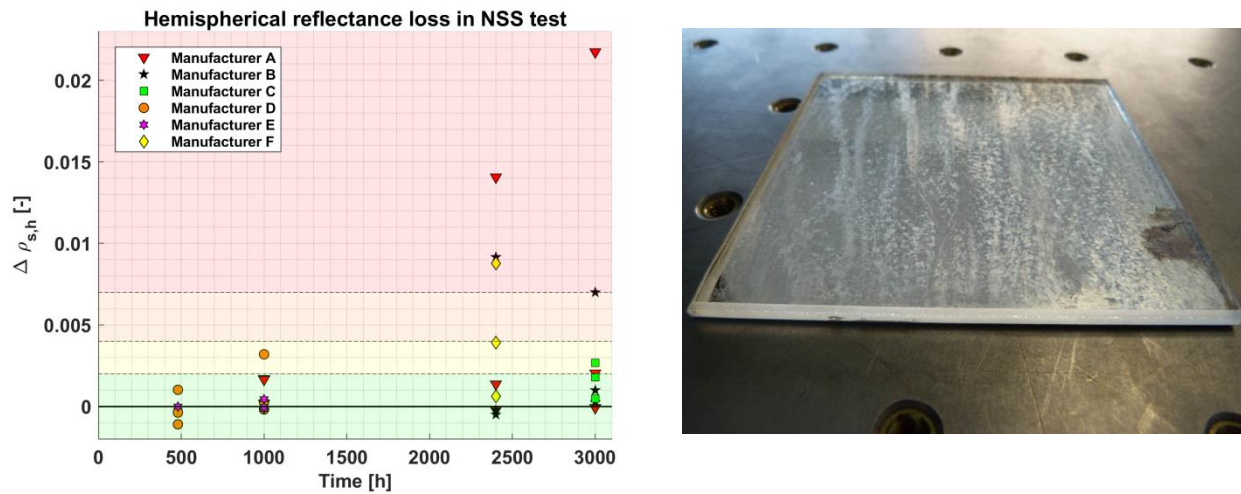 Hemispherical reflectance loss in NSS test
Manufacturer A
Manufacturer B
Manufacturer C
Manufacturer D
Manufacturer E
Manufacturer F
0.02
0.015
0.01
0.005
0
Δ ρs,h [-]
0 500 1000 1500 2000 2500 3000
Time [h]